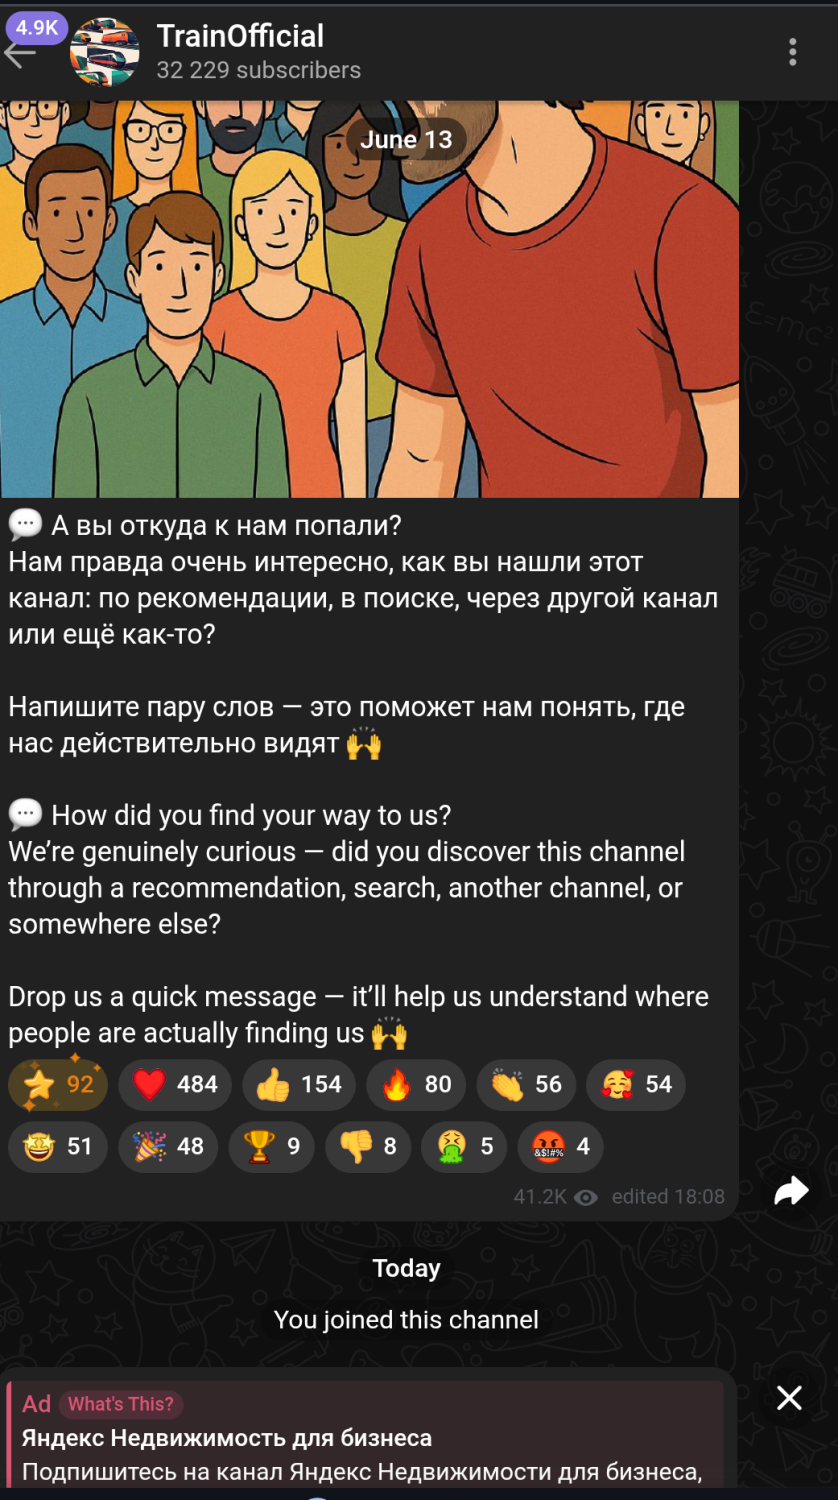 4.9K
TrainOfficial
32 229 subscribers
June 13
💬 А вы откуда к нам попали?
Нам правда очень интересно, как вы нашли этот
канал: по рекомендации, в поиске, через другой канал
или ещё как-то?
Напишите пару слов — это поможет нам понять, где
нас действительно видят 🙌
💬 How did you find your way to us?
We’re genuinely curious — did you discover this channel
through a recommendation, search, another channel, or
somewhere else?
Drop us a quick message — it’ll help us understand where
people are actually finding us 🙌
⭐ 92 ❤️ 484 👍 154 🔥 80 👏 56 🥰 54
🤩 51 🎉 48 🏆 9 👎 8 🤮 5 🤬 4
41.2K edited 18:08
Today
You joined this channel
Ad What's This?
Яндекс Недвижимость для бизнеса
Подпишитесь на канал Яндекс Недвижимости для бизнеса,